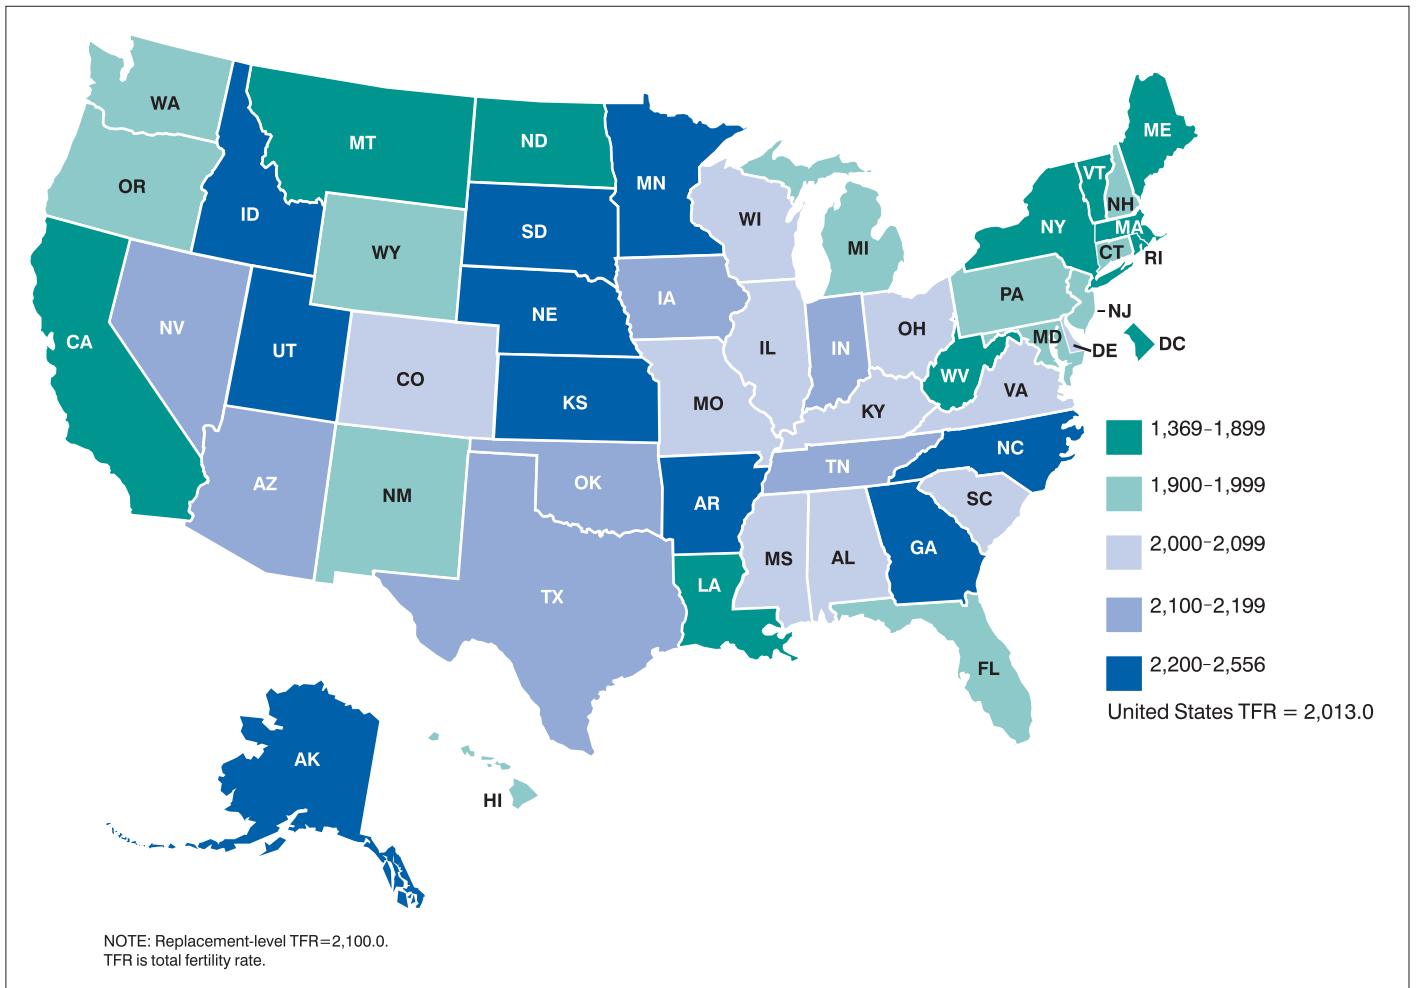 WA
MT
ND
ME
OR
ID
MN
VT
NH
WY
SD
WI
MI
NY
MA
CT
RI
NV
UT
NE
IA
PA
NJ
CA
CO
KS
IL
IN
OH
MD
DE
DC
MO
KY
WV
VA
1,369–1,899
AZ
NM
OK
AR
TN
NC
1,900–1,999
SC
TX
LA
MS
AL
GA
2,000–2,099
2,100–2,199
FL
2,200–2,556
United States TFR = 2,013.0
AK
HI
NOTE: Replacement-level TFR=2,100.0.
TFR is total fertility rate.